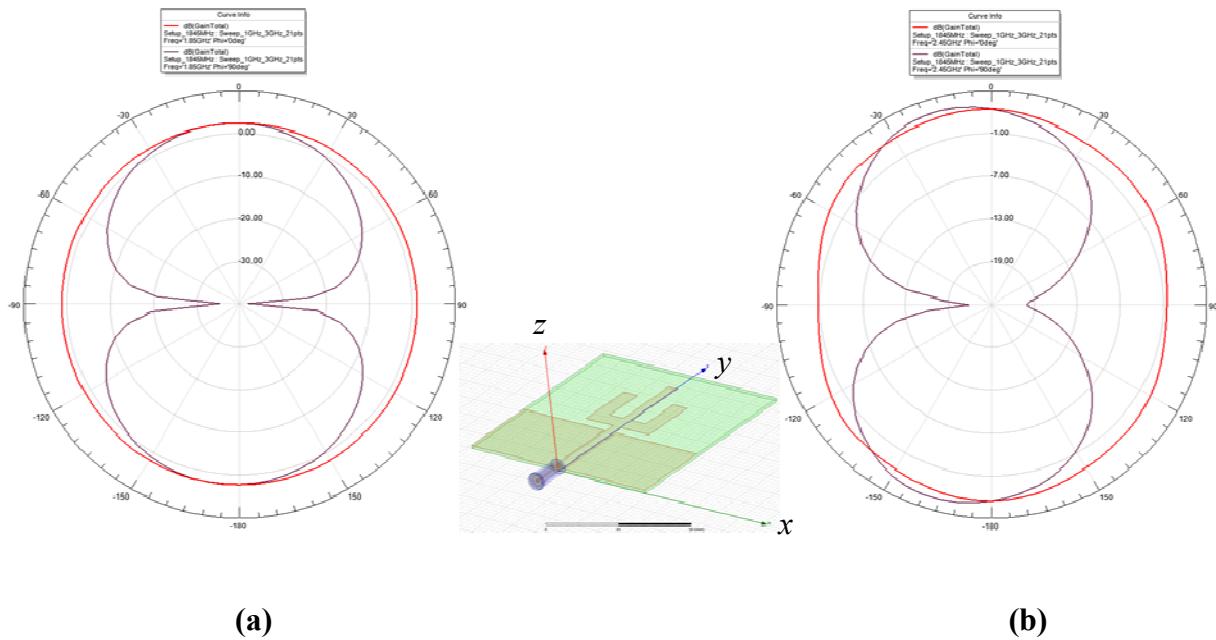 Curve Info
dB(GainTotal)
Setup_1845MHz : Sweep_1GHz_3GHz_21pts
Freq='1.85GHz' Phi='0deg'
dB(GainTotal)
Setup_1845MHz : Sweep_1GHz_3GHz_21pts
Freq='1.85GHz' Phi='90deg'
0
-30
30
0.00
-60
60
-10.00
-20.00
-30.00
-90
90
-120
120
-150
150
-180
(a)
z
y
x
Curve Info
dB(GainTotal)
Setup_1845MHz : Sweep_1GHz_3GHz_21pts
Freq='2.45GHz' Phi='0deg'
dB(GainTotal)
Setup_1845MHz : Sweep_1GHz_3GHz_21pts
Freq='2.45GHz' Phi='90deg'
0
-30
30
-1.00
-60
60
-7.00
-13.00
-19.00
-90
90
-120
120
-150
150
-180
(b)